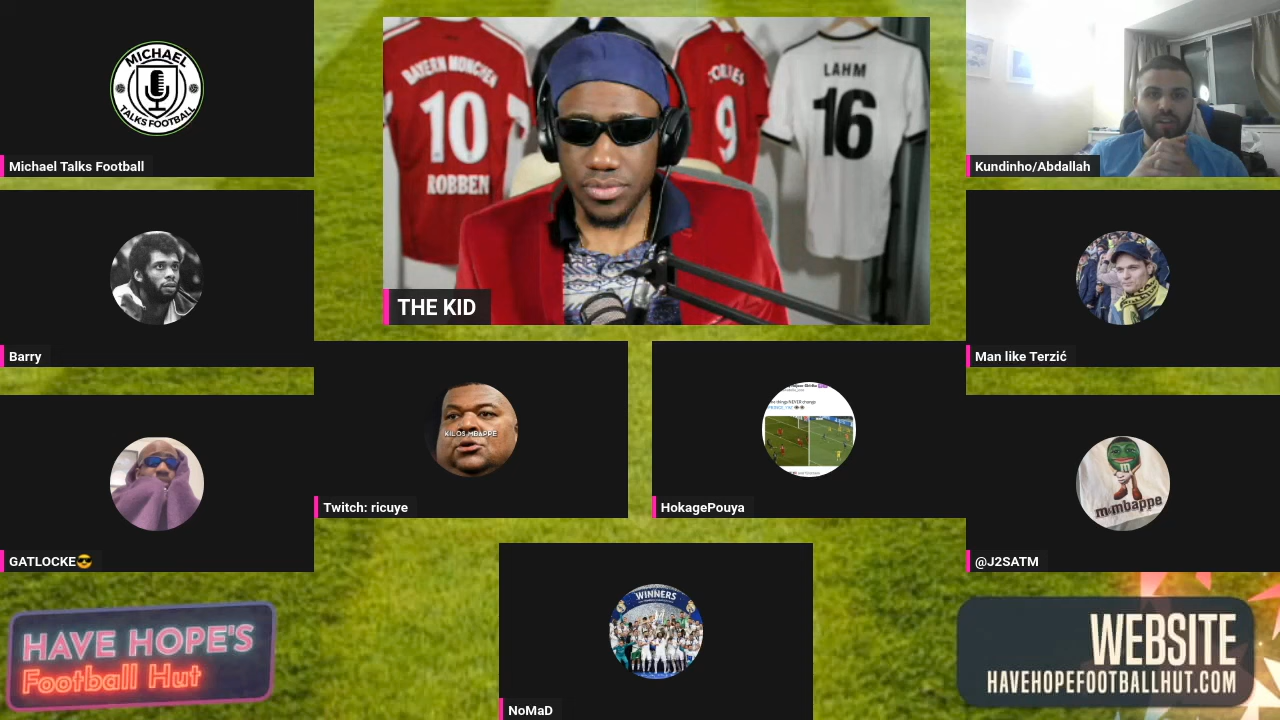 MICHAEL
TALKS FOOTBALL
Michael Talks Football
BAYERN MÜNCHEN
10
ROBBEN
9
LAHM
16
THE KID
Kundinho/Abdallah
Barry
Man like Terzić
KILOS MBAPPE
Twitch: ricuye
HokagePouya
GATLOCKE😎
m&mbappe
@J2SATM
WINNERS
NoMaD
HAVE HOPE'S
Football Hut
WEBSITE
HAVEHOPEFOOTBALLHUT.COM